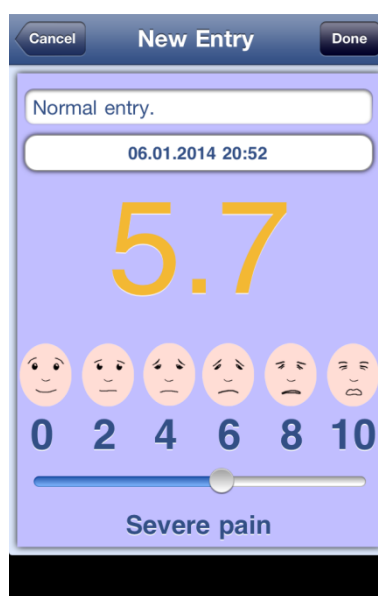 Cancel New Entry Done
Normal entry.
06.01.2014 20:52
5.7
0 2 4 6 8 10
Severe pain